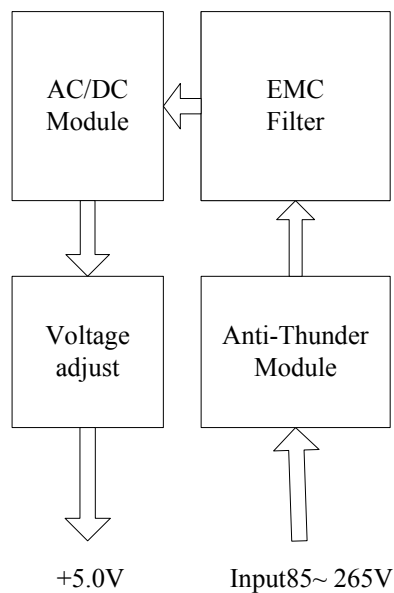 AC/DC
Module
EMC
Filter
Voltage
adjust
Anti-Thunder
Module
+5.0V
Input85~ 265V